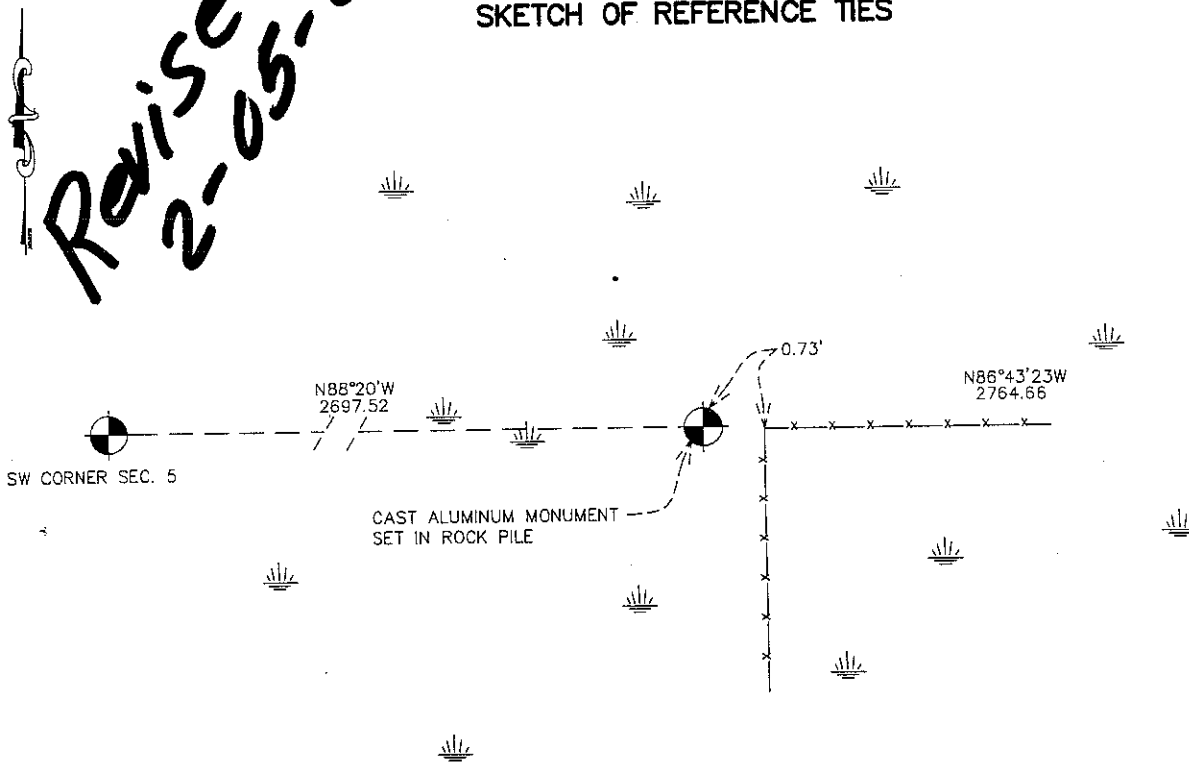 SKETCH OF REFERENCE TIES
Revise
2-05-
0.73'
N88°20'W
2697.52
N86°43'23W
2764.66
SW CORNER SEC. 5
CAST ALUMINUM MONUMENT
SET IN ROCK PILE